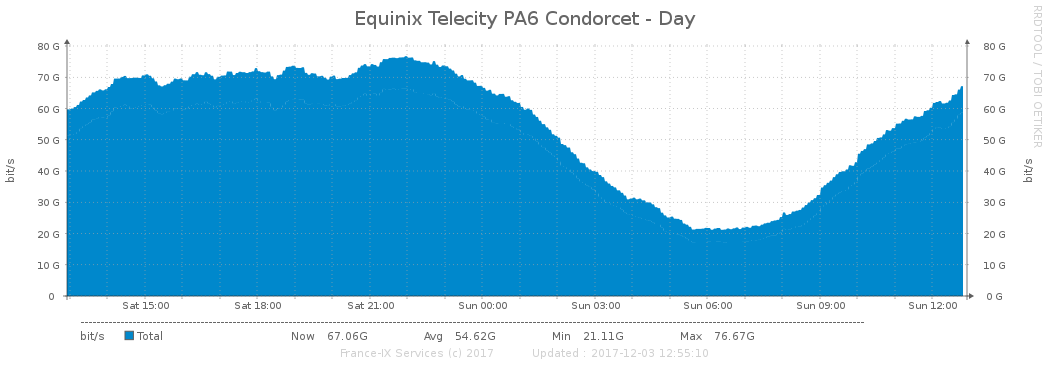 Equinix Telecity PA6 Condorcet - Day
RRDTOOL / TOBI OETIKER
80 G 80 G
70 G 70 G
60 G 60 G
50 G 50 G
40 G 40 G
30 G 30 G
20 G 20 G
10 G 10 G
0 0 G
bit/s bit/s
Sat 15:00 Sat 18:00 Sat 21:00 Sun 00:00 Sun 03:00 Sun 06:00 Sun 09:00 Sun 12:00
bit/s Total Now 67.06G Avg 54.62G Min 21.11G Max 76.67G
France-IX Services (c) 2017 Updated : 2017-12-03 12:55:10